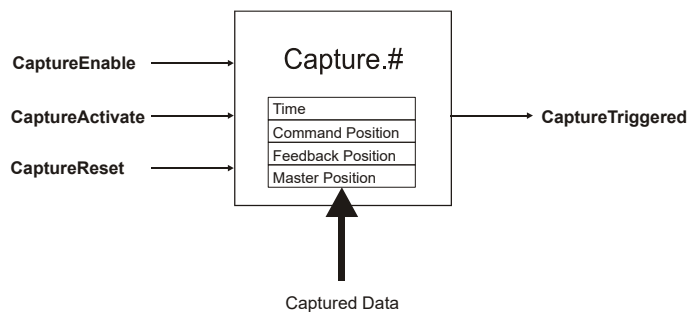 Capture.#
CaptureEnable
CaptureActivate
CaptureReset
Time
Command Position
Feedback Position
Master Position
CaptureTriggered
Captured Data